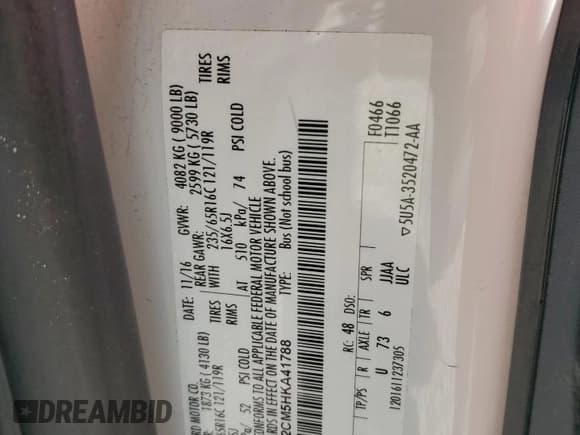 RD MOTOR CO. DATE: 11/16 GVWR: 4082 KG ( 9000 LB)
1873 KG ( 4130 LB) REAR GAWR: 2599 KG ( 5730 LB)
65R16C 121/119R TIRES WITH 235/65R16C 121/119R TIRES
RIMS 16X6.5J RIMS
52 PSI COLD AT 510 kPa/ 74 PSI COLD
CONFORMS TO ALL APPLICABLE FEDERAL MOTOR VEHICLE
IN EFFECT ON THE DATE OF MANUFACTURE SHOWN ABOVE.
2CM5HKA41788 TYPE: Bus (Not school bus)
F0466
T1066
RC: 48 DSO:
TP/PS R AXLE TR SPR
U 73 6 JJAA
1201611237305 ULC
▽5U5A-3520472-AA
DREAMBID